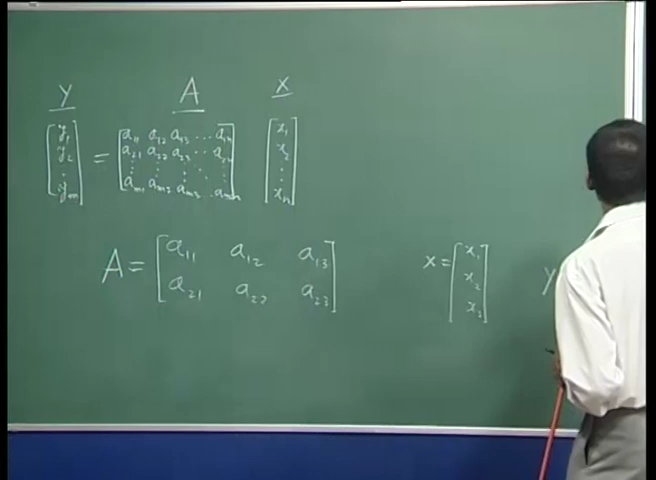 y A x
[y₁ y₂ ⋮ yₘ] = [a₁₁ a₁₂ a₁₃ ... a₁ₙ; a₂₁ a₂₂ a₂₃ ... a₂ₙ; ⋮ ⋮ ⋮ ⋱ ⋮; aₘ₁ aₘ₂ aₘ₃ ... aₘₙ] [x₁ x₂ ⋮ xₙ]
A = [a₁₁ a₁₂ a₁₃; a₂₁ a₂₂ a₂₃] x = [x₁ x₂ x₃] y